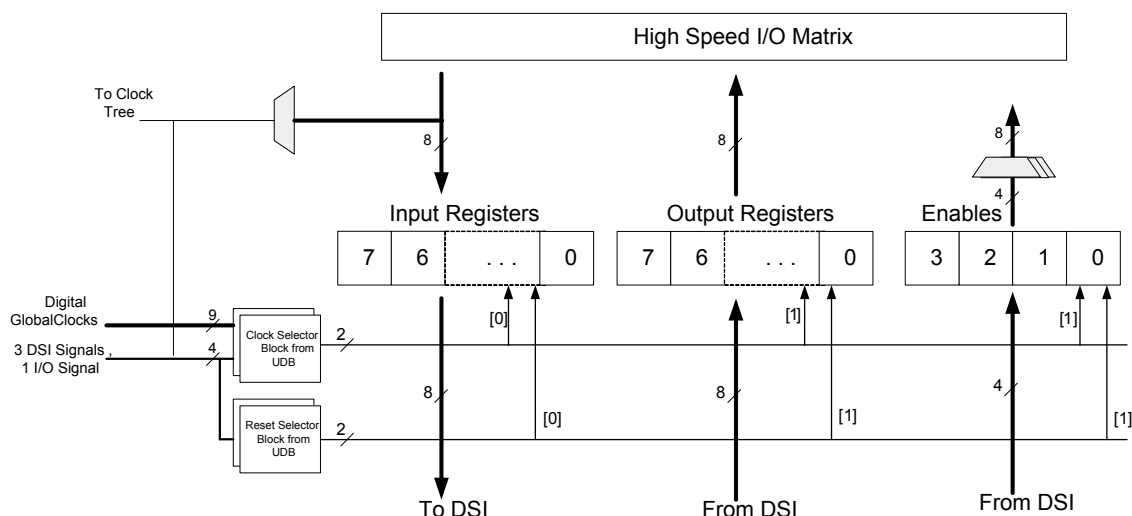 High Speed I/O Matrix
To Clock
Tree
8
8
8
4
Input Registers
Output Registers
Enables
7 6 . . . 0
7 6 . . . 0
3 2 1 0
Digital
GlobalClocks
9
3 DSI Signals ,
1 I/O Signal
4
Clock Selector
Block from
UDB
2
[0]
[1]
[1]
8
8
4
Reset Selector
Block from
UDB
2
[0]
[1]
[1]
To DSI
From DSI
From DSI